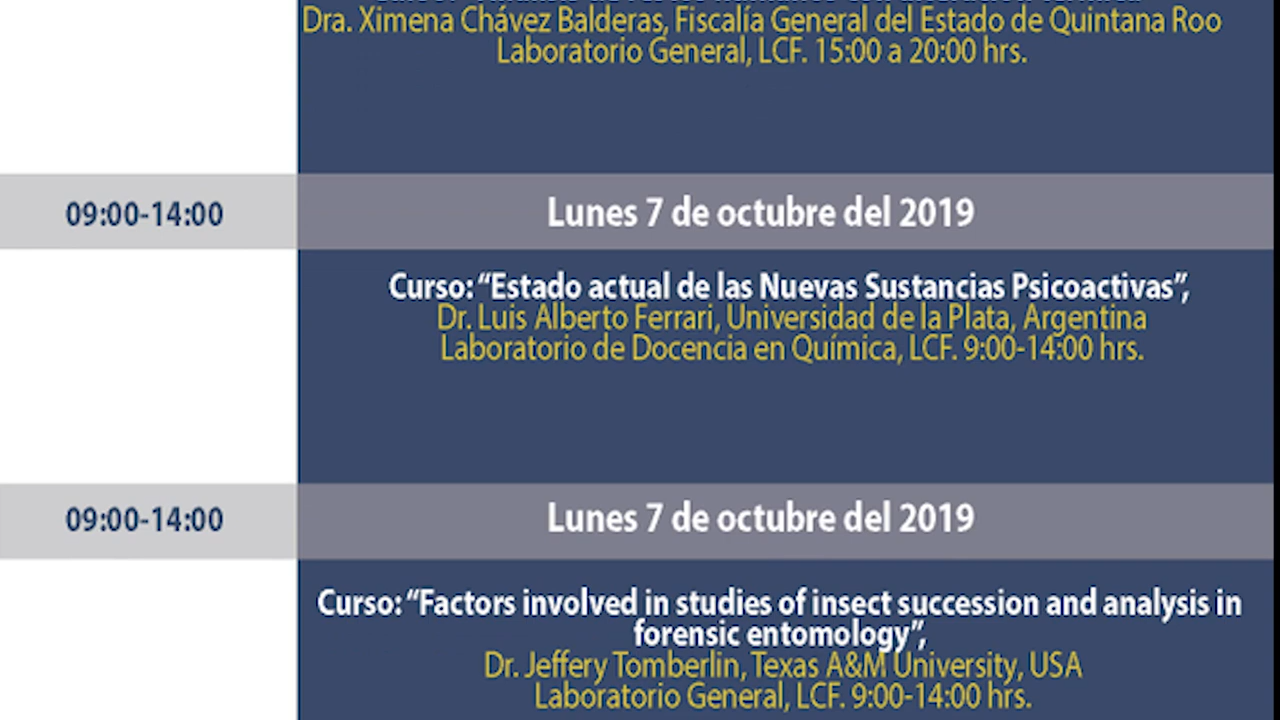 Dra. Ximena Chávez Balderas, Fiscalía General del Estado de Quintana Roo
Laboratorio General, LCF. 15:00 a 20:00 hrs.
09:00-14:00
Lunes 7 de octubre del 2019
Curso: “Estado actual de las Nuevas Sustancias Psicoactivas”,
Dr. Luis Alberto Ferrari, Universidad de la Plata, Argentina
Laboratorio de Docencia en Química, LCF. 9:00-14:00 hrs.
09:00-14:00
Lunes 7 de octubre del 2019
Curso: “Factors involved in studies of insect succession and analysis in
forensic entomology”,
Dr. Jeffery Tomberlin, Texas A&M University, USA
Laboratorio General, LCF. 9:00-14:00 hrs.